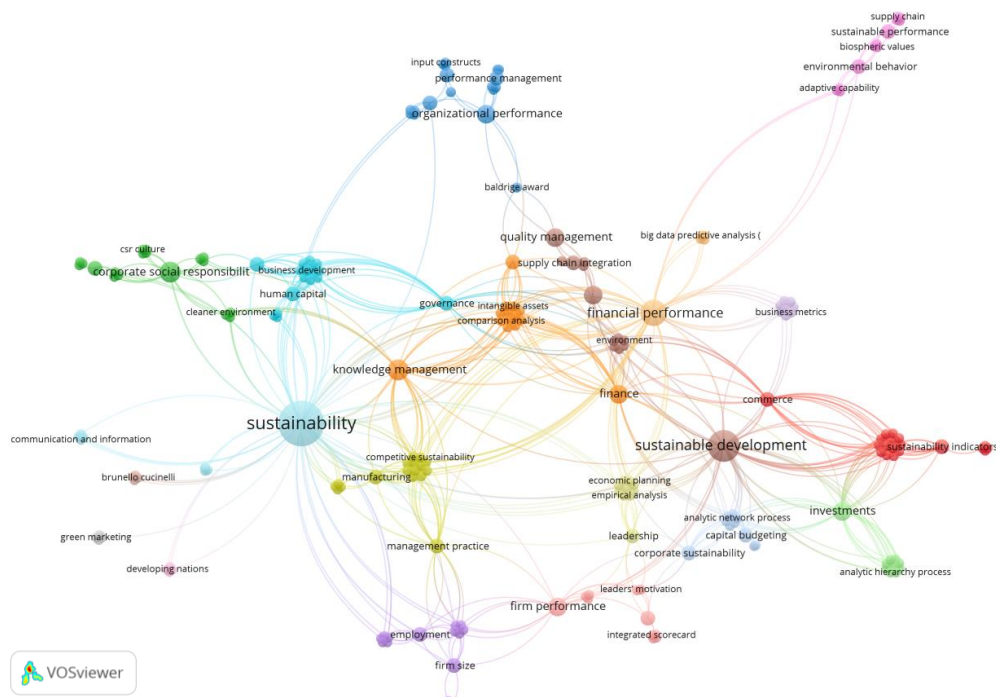 supply chain
sustainable performance
biospheric values
environmental behavior
adaptive capability
input constructs
performance management
organizational performance
baldrige award
quality management
supply chain integration
big data predictive analysis (
csr culture
corporate social responsibilit
business development
human capital
cleaner environment
governance
intangible assets
comparison analysis
financial performance
business metrics
environment
knowledge management
finance
commerce
sustainability
communication and information
sustainable development
sustainability indicators
competitive sustainability
manufacturing
brunello cucinelli
economic planning
empirical analysis
investments
analytic network process
green marketing
leadership
capital budgeting
management practice
corporate sustainability
developing nations
analytic hierarchy process
leaders' motivation
firm performance
employment
integrated scorecard
firm size
VOSviewer